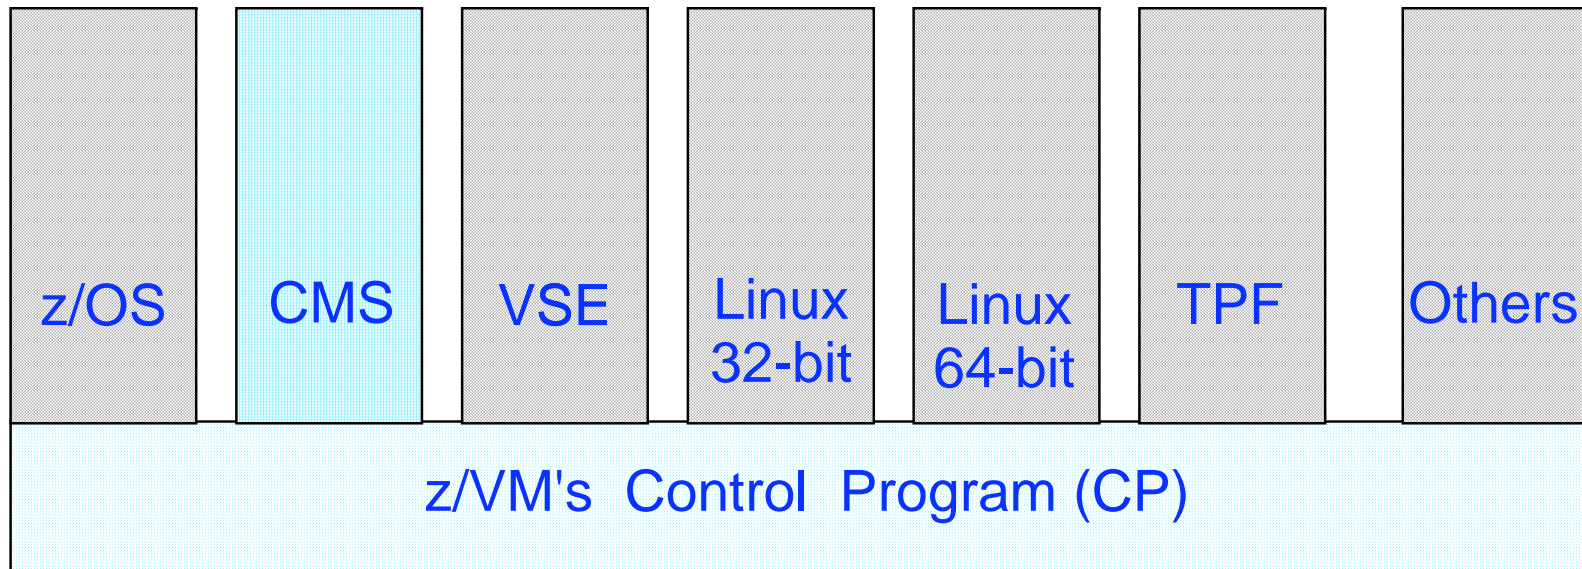 z/OS
CMS
VSE
Linux
32-bit
Linux
64-bit
TPF
Others
z/VM's Control Program (CP)